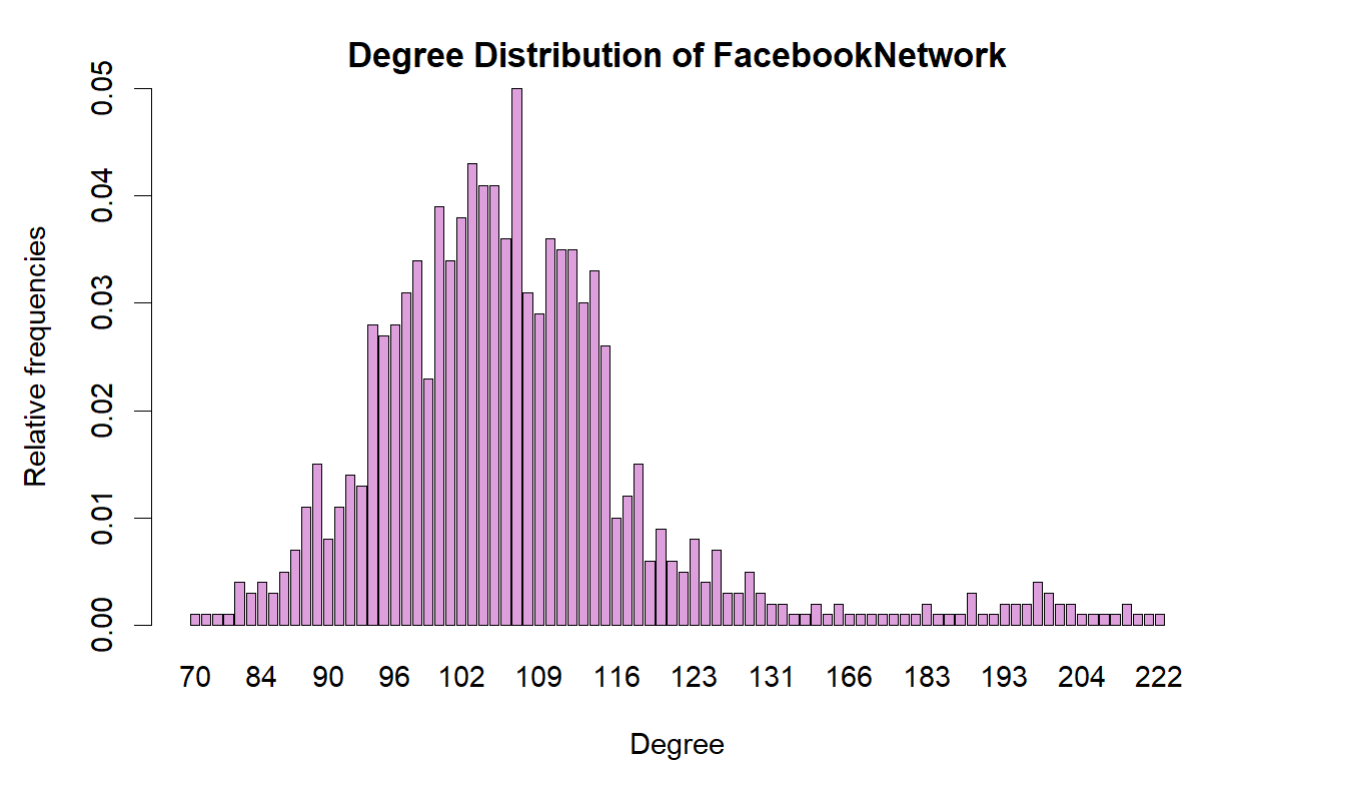 Degree Distribution of FacebookNetwork
0.05
0.04
0.03
0.02
0.01
0.00
Relative frequencies
70 84 90 96 102 109 116 123 131 166 183 193 204 222
Degree